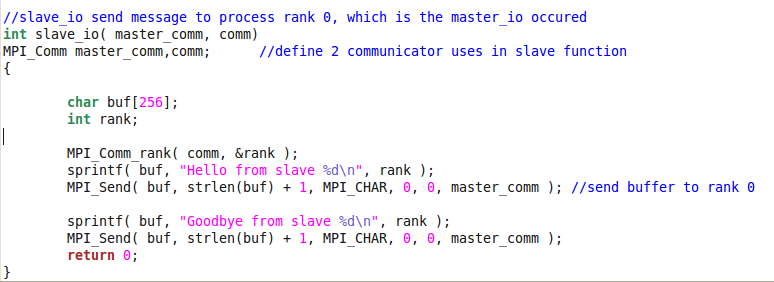 //slave_io send message to process rank 0, which is the master_io occured
int slave_io( master_comm, comm)
MPI_Comm master_comm,comm;      //define 2 communicator uses in slave function
{

        char buf[256];
        int rank;

        MPI_Comm_rank( comm, &rank );
        sprintf( buf, "Hello from slave %d\n", rank );
        MPI_Send( buf, strlen(buf) + 1, MPI_CHAR, 0, 0, master_comm ); //send buffer to rank 0

        sprintf( buf, "Goodbye from slave %d\n", rank );
        MPI_Send( buf, strlen(buf) + 1, MPI_CHAR, 0, 0, master_comm );
        return 0;
}